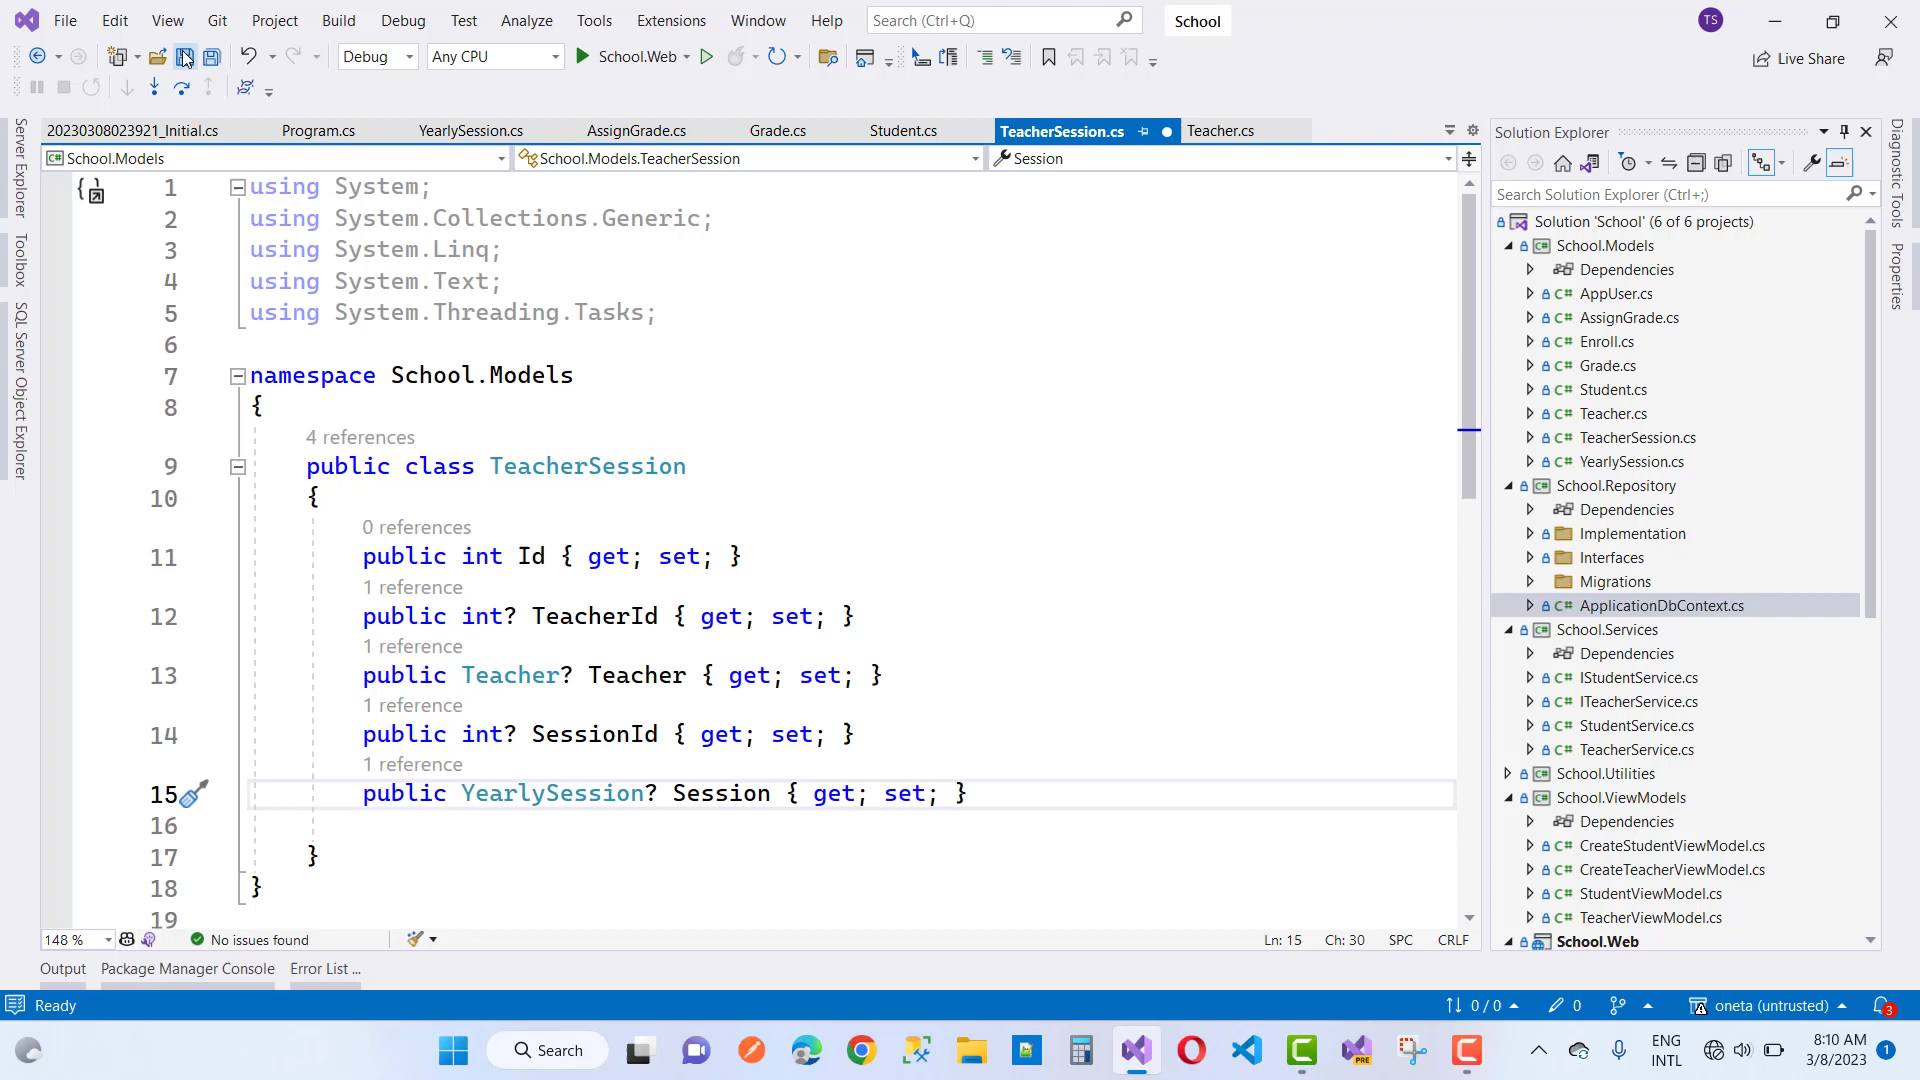 File Edit View Git Project Build Debug Test Analyze Tools Extensions Window Help Search (Ctrl+Q) School TS
Debug Any CPU School.Web Live Share
20230308023921_Initial.cs Program.cs YearlySession.cs AssignGrade.cs Grade.cs Student.cs TeacherSession.cs Teacher.cs
School.Models School.Models.TeacherSession Session
Server Explorer
Toolbox
SQL Server Object Explorer
1 using System;
2 using System.Collections.Generic;
3 using System.Linq;
4 using System.Text;
5 using System.Threading.Tasks;
6
7 namespace School.Models
8 {
4 references
9 public class TeacherSession
10 {
0 references
11 public int Id { get; set; }
1 reference
12 public int? TeacherId { get; set; }
1 reference
13 public Teacher? Teacher { get; set; }
1 reference
14 public int? SessionId { get; set; }
1 reference
15 public YearlySession? Session { get; set; }
16
17 }
18 }
19
148 % No issues found Ln: 15 Ch: 30 SPC CRLF
Solution Explorer
Search Solution Explorer (Ctrl+;)
Solution 'School' (6 of 6 projects)
School.Models
Dependencies
AppUser.cs
AssignGrade.cs
Enroll.cs
Grade.cs
Student.cs
Teacher.cs
TeacherSession.cs
YearlySession.cs
School.Repository
Dependencies
Implementation
Interfaces
Migrations
ApplicationDbContext.cs
School.Services
Dependencies
IStudentService.cs
ITeacherService.cs
StudentService.cs
TeacherService.cs
School.Utilities
School.ViewModels
Dependencies
CreateStudentViewModel.cs
CreateTeacherViewModel.cs
StudentViewModel.cs
TeacherViewModel.cs
School.Web
Diagnostic Tools
Properties
Output Package Manager Console Error List ...
Ready 0 / 0 0 oneta (untrusted) 3
Search PRE ENG INTL 8:10 AM 3/8/2023 1